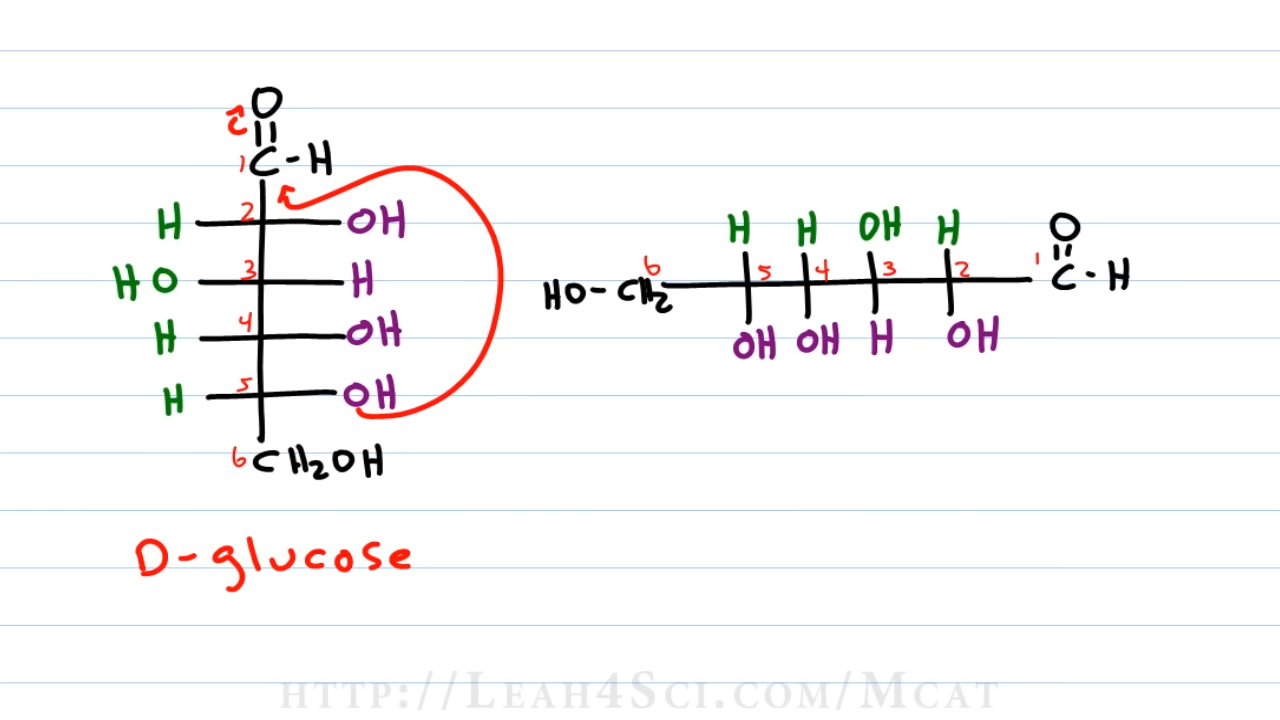 O
1 C-H
H 2 OH
HO 3 H
H 4 OH
H 5 OH
6 CH2OH
D-glucose
H H OH H O
HO-CH2 6 5 4 3 2 1 C-H
OH OH H OH
HTTP://LEAH4SCI.COM/MCAT